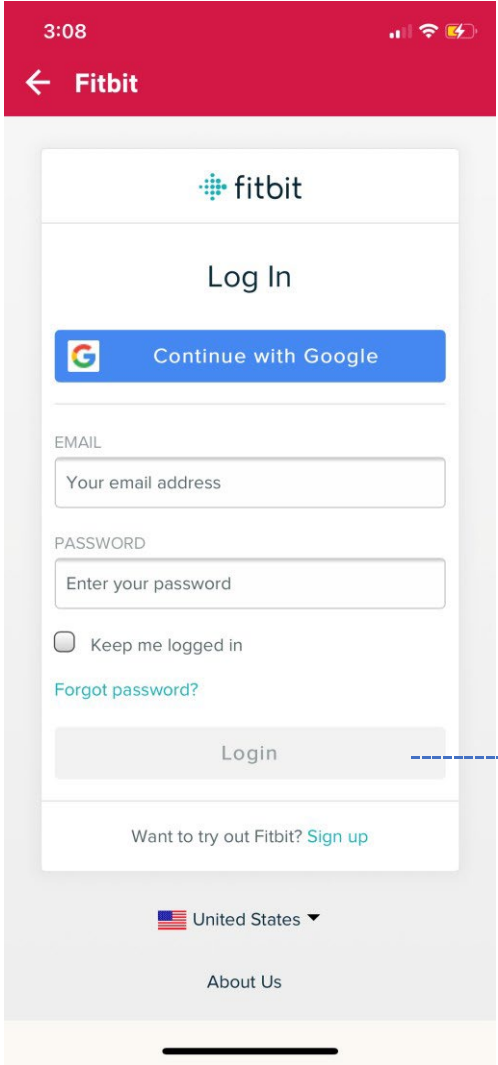 3:08
Fitbit
fitbit
Log In
Continue with Google
EMAIL
Your email address
PASSWORD
Enter your password
Keep me logged in
Forgot password?
Login
Want to try out Fitbit? Sign up
United States
About Us